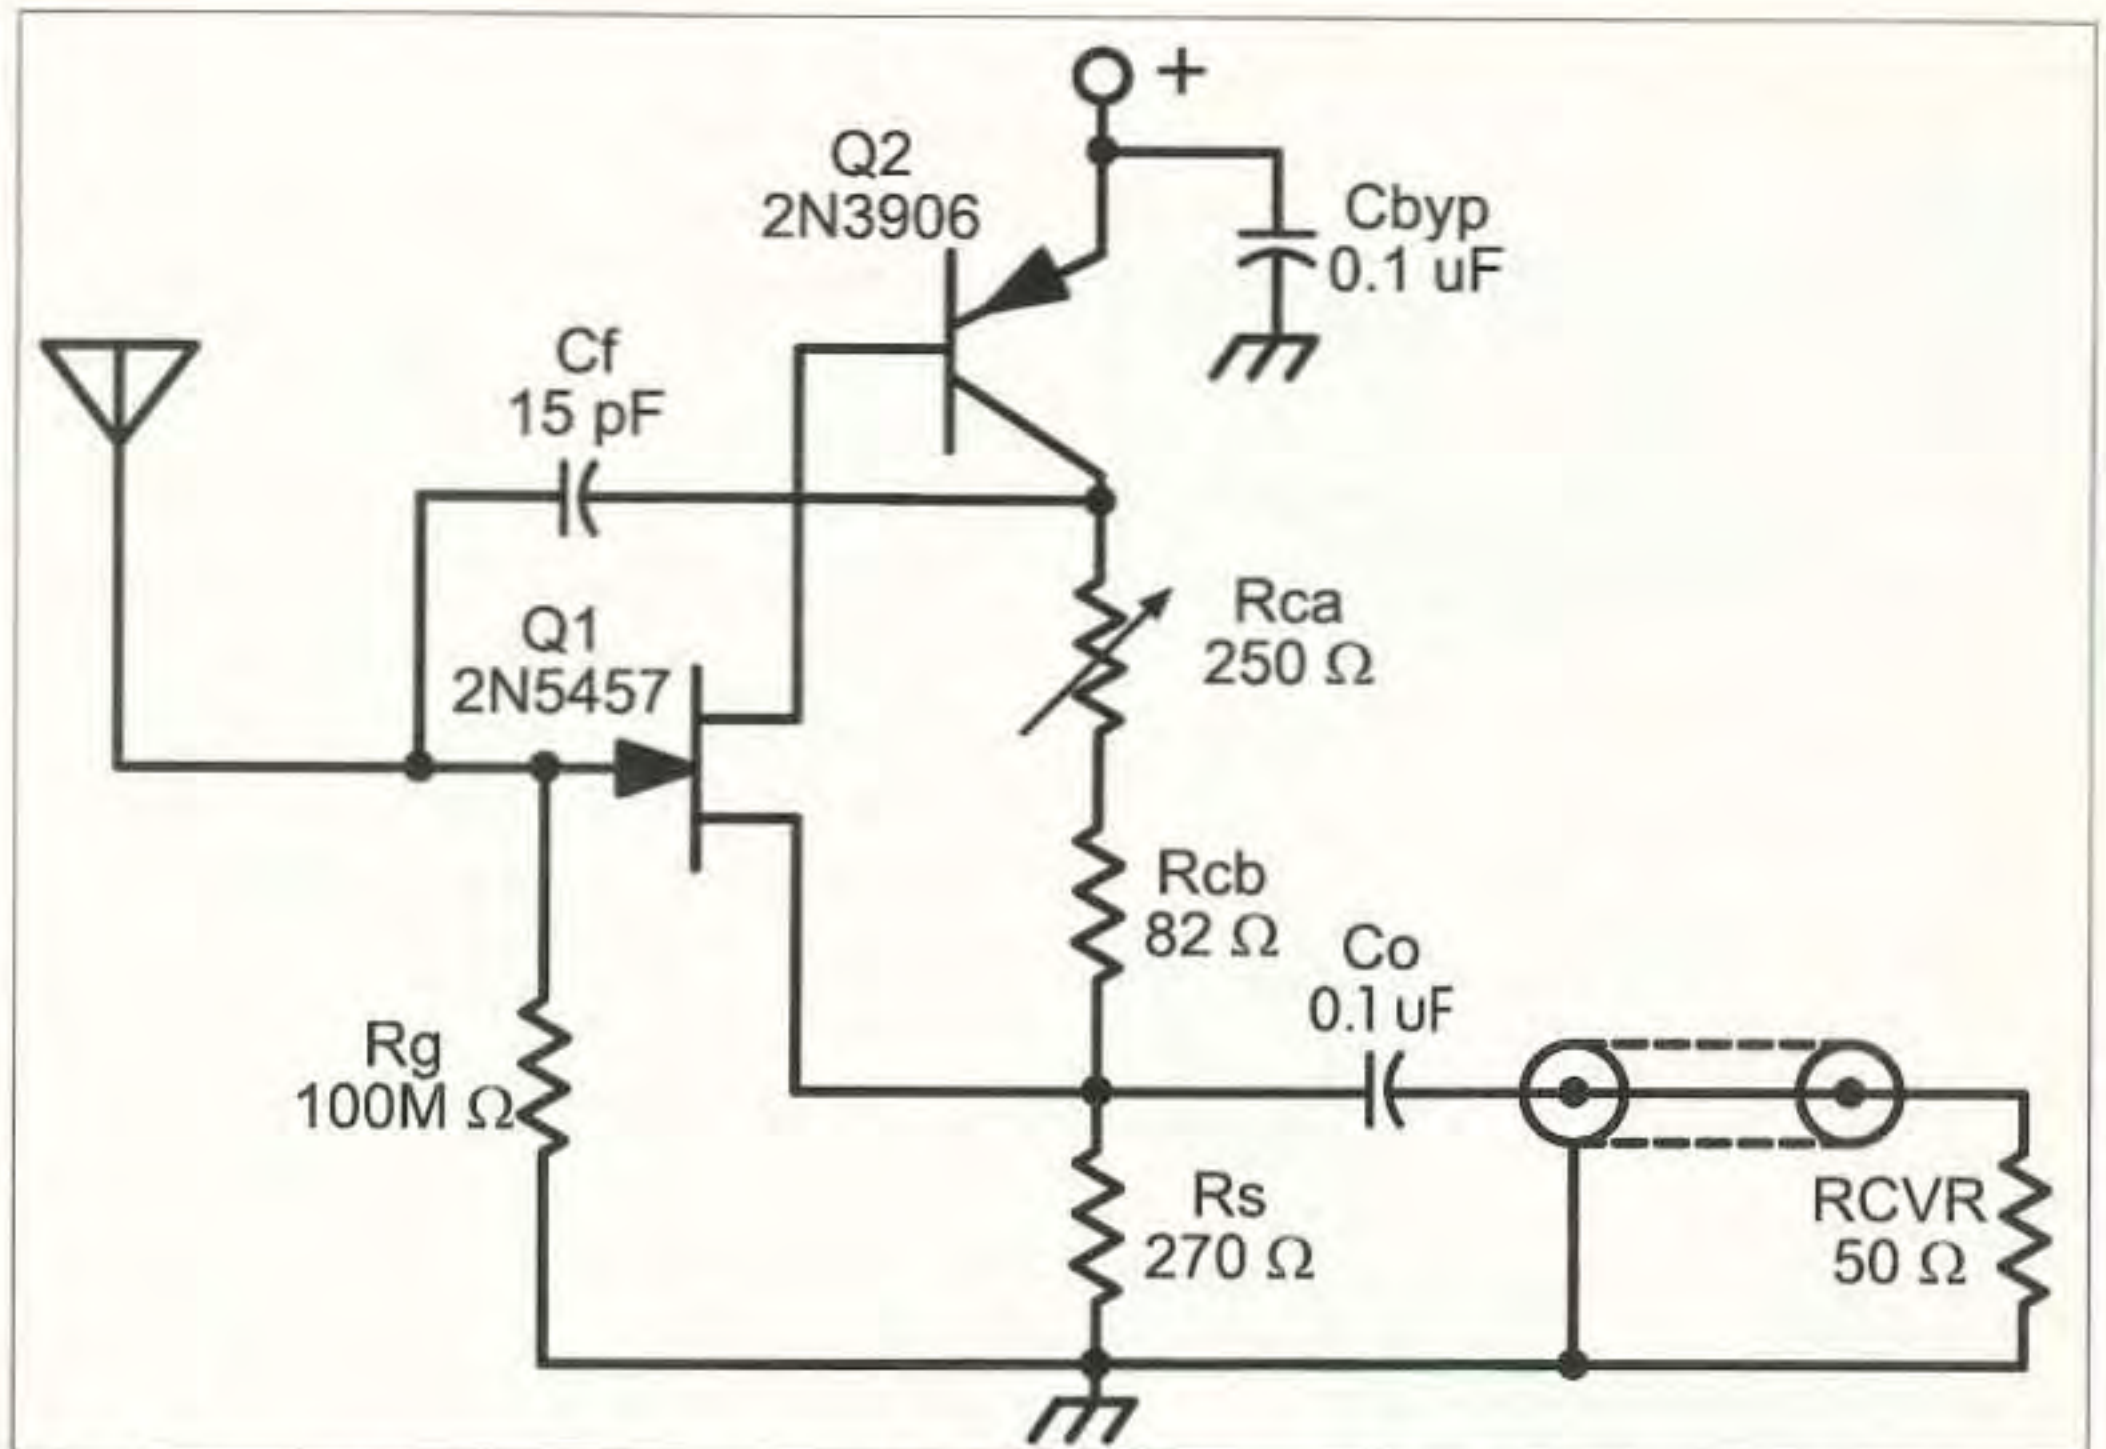 +
Q2
2N3906
Cbyp
0.1 uF
Cf
15 pF
Q1
2N5457
Rca
250 Ω
Rcb
82 Ω
Co
0.1 uF
Rg
100M Ω
Rs
270 Ω
RCVR
50 Ω